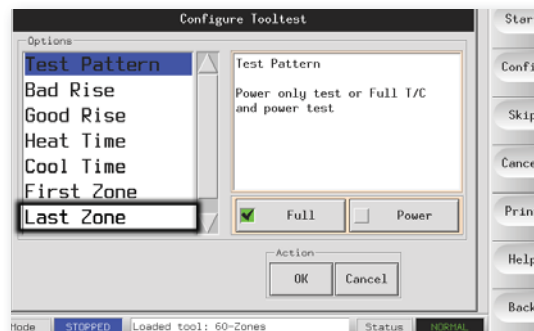 Configure Tooltest
Options
Test Pattern
Bad Rise
Good Rise
Heat Time
Cool Time
First Zone
Last Zone
Test Pattern
Power only test or Full T/C
and power test
Full
Power
Action
OK
Cancel
Star
Confi
Skip
Cance
Prin
Help
Back
Mode
STOPPED
Loaded tool: 60-Zones
Status
NORMAL